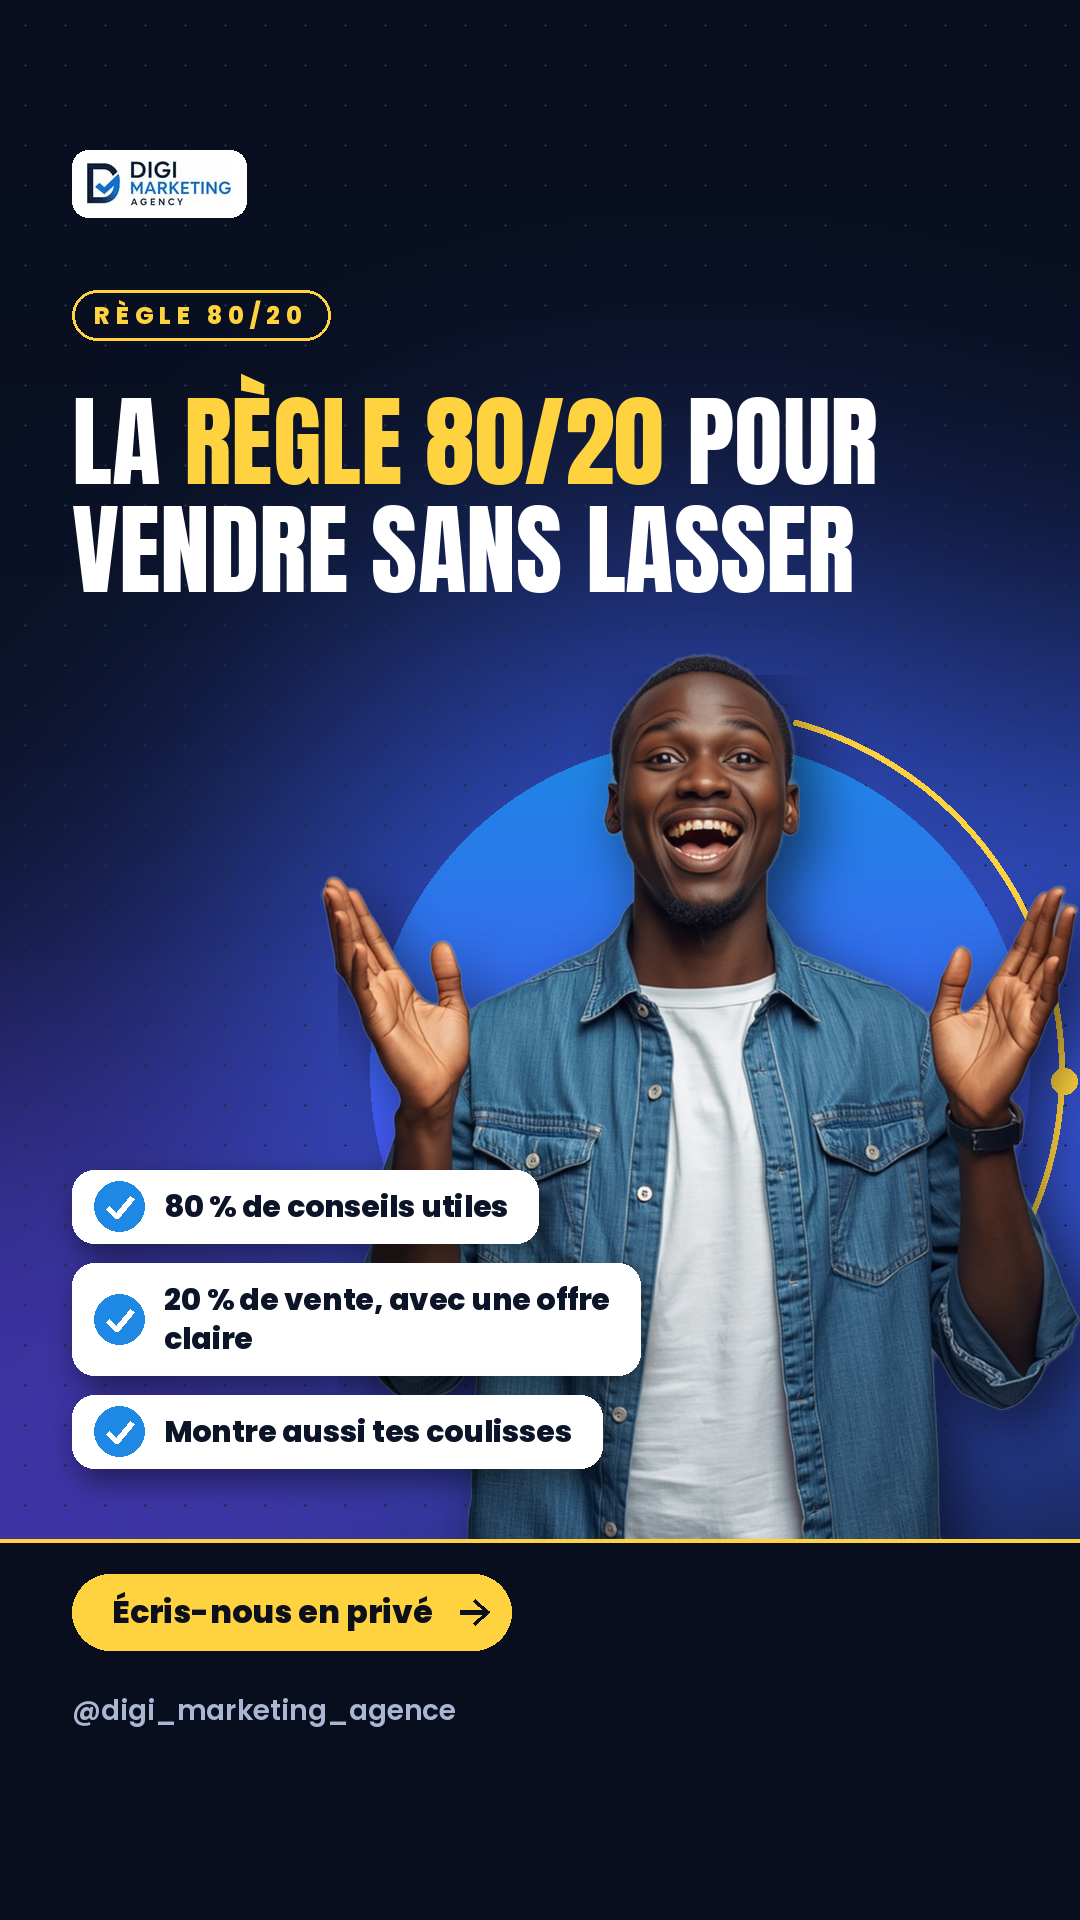 DIGI
MARKETING
AGENCY
RÈGLE 80/20
LA RÈGLE 80/20 POUR
VENDRE SANS LASSER
80 % de conseils utiles
20 % de vente, avec une offre
claire
Montre aussi tes coulisses
Écris-nous en privé
@digi_marketing_agence